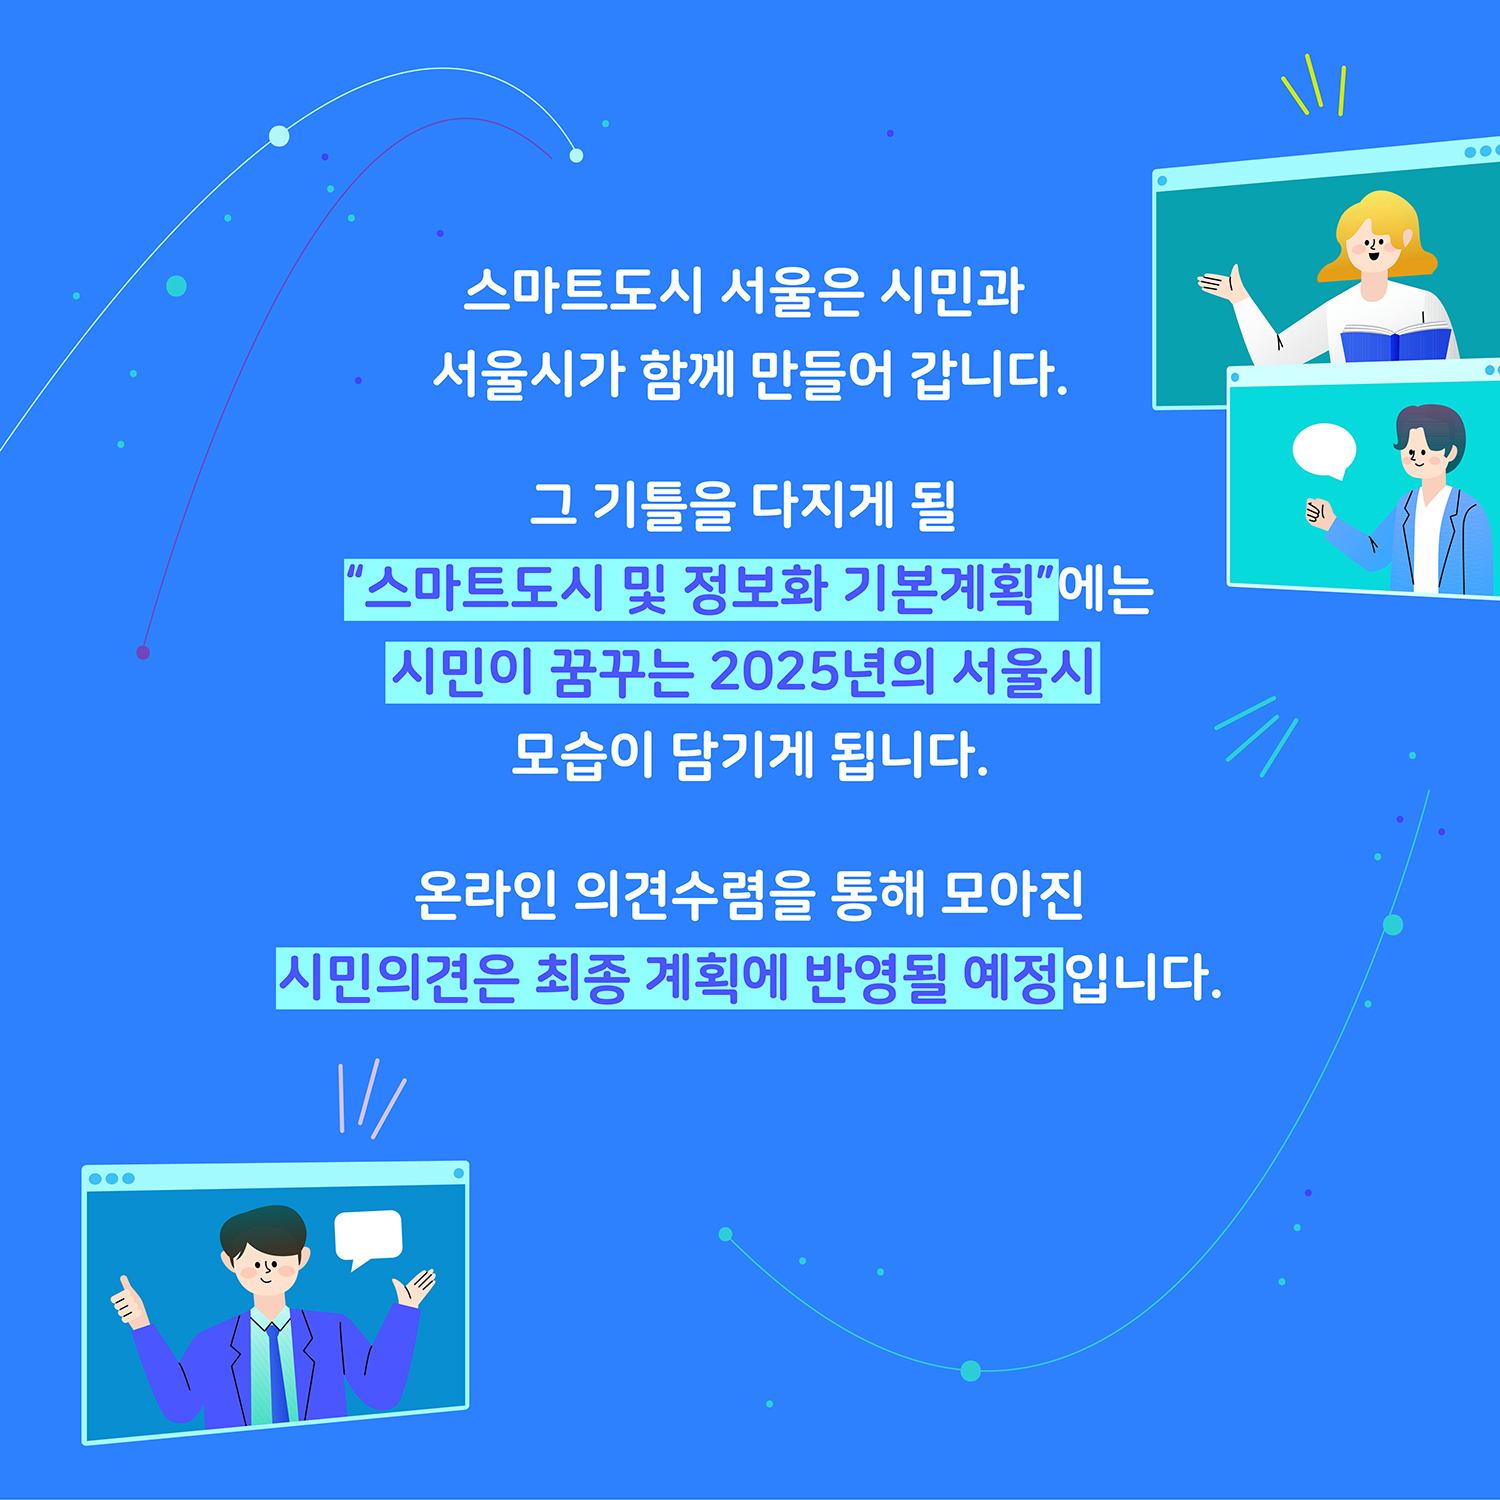 스마트도시 서울은 시민과
서울시가 함께 만들어 갑니다.
그 기틀을 다지게 될
“스마트도시 및 정보화 기본계획”에는
시민이 꿈꾸는 2025년의 서울시
모습이 담기게 됩니다.
온라인 의견수렴을 통해 모아진
시민의견은 최종 계획에 반영될 예정입니다.